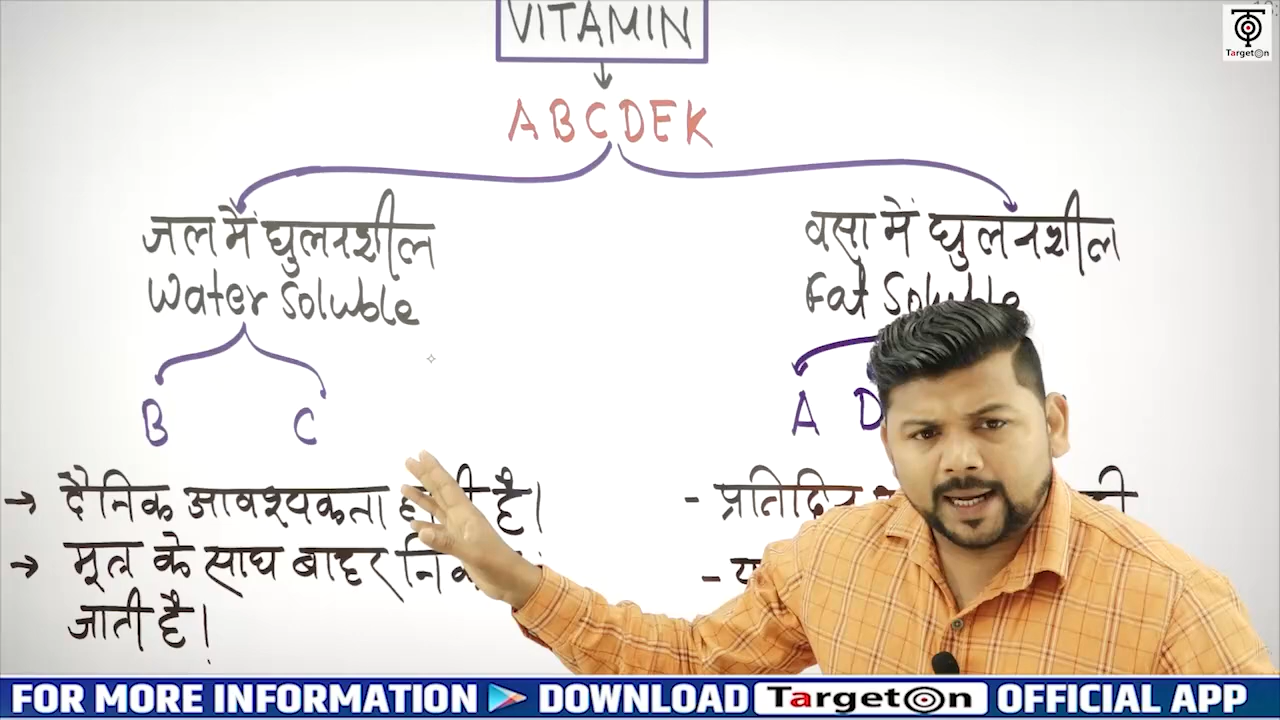 VITAMIN
ABCDEK
जल में घुलनशील
Water Soluble
वसा में घुलनशील
Fat Soluble
B C
A D
→ दैनिक आवश्यकता है।
→ मूत्र के साथ बाहर
जाती है।
- प्रतिदिन
-
TargetOn
FOR MORE INFORMATION DOWNLOAD TargetOn OFFICIAL APP